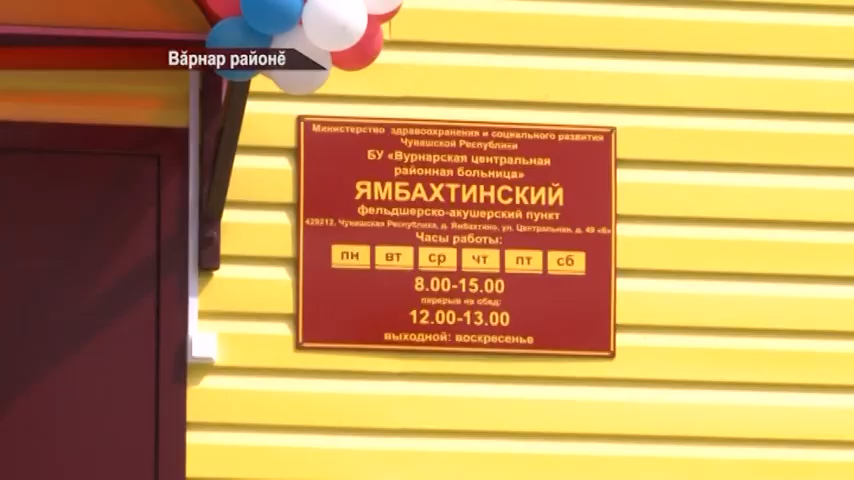 Вӑрнар районӗ
Министерство здравоохранения и социального развития
Чувашской Республики
БУ «Вурнарская центральная
районная больница»
ЯМБАХТИНСКИЙ
фельдшерско-акушерский пункт
429212, Чувашская Республика, д. Ямбахтино, ул. Центральная, д. 49 «б»
Часы работы:
пн вт ср чт пт сб
8.00-15.00
перерыв на обед:
12.00-13.00
выходной: воскресенье